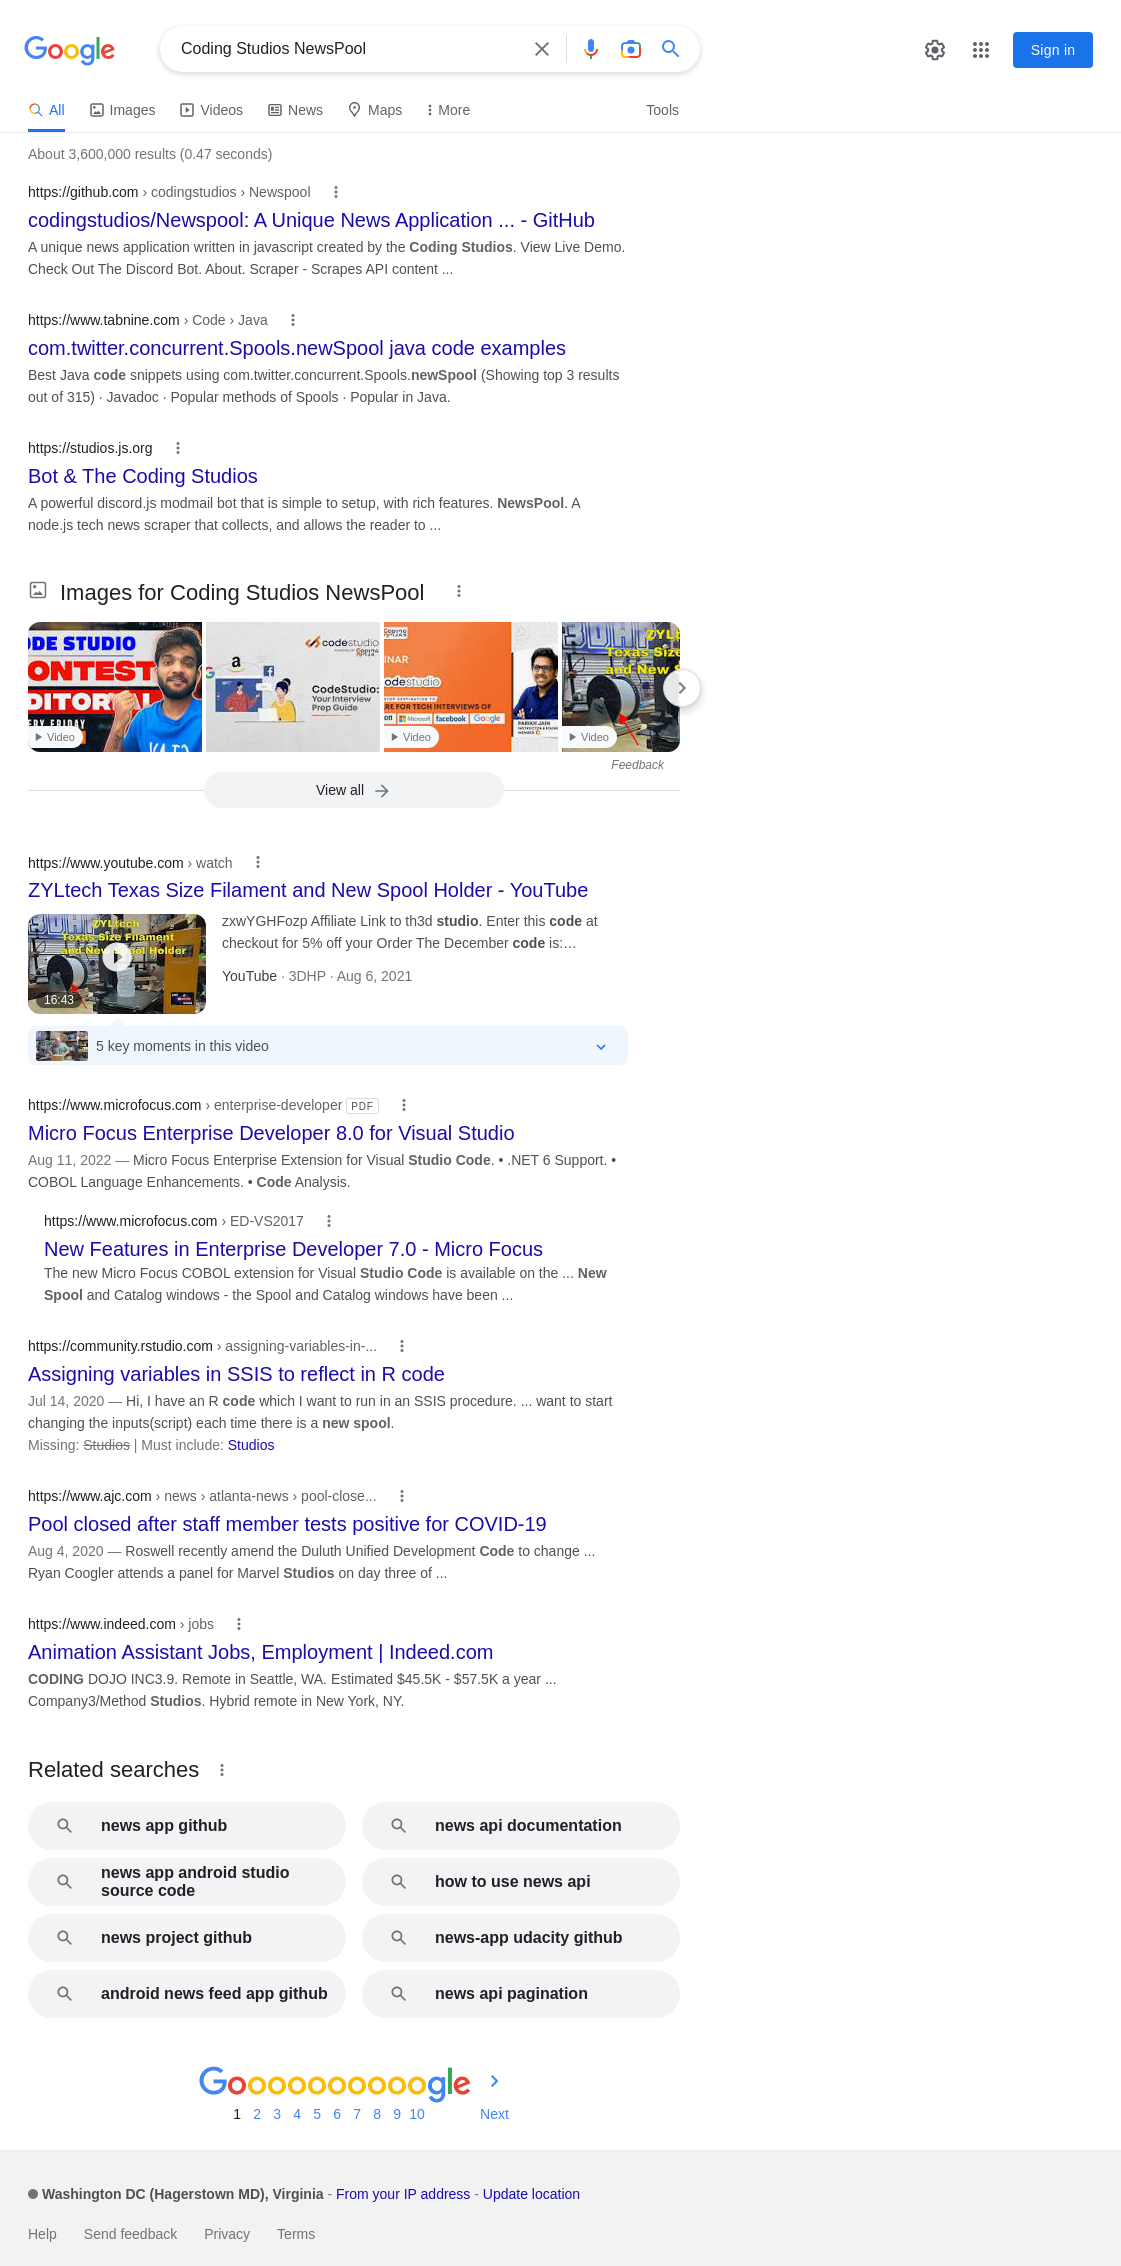 Google
Coding Studios NewsPool
Sign in
All
Images
Videos
News
Maps
More
Tools
About 3,600,000 results (0.47 seconds)
https://github.com › codingstudios › Newspool
codingstudios/Newspool: A Unique News Application ... - GitHub
A unique news application written in javascript created by the Coding Studios. View Live Demo.
Check Out The Discord Bot. About. Scraper - Scrapes API content ...
https://www.tabnine.com › Code › Java
com.twitter.concurrent.Spools.newSpool java code examples
Best Java code snippets using com.twitter.concurrent.Spools.newSpool (Showing top 3 results
out of 315) · Javadoc · Popular methods of Spools · Popular in Java.
https://studios.js.org
Bot & The Coding Studios
A powerful discord.js modmail bot that is simple to setup, with rich features. NewsPool. A
node.js tech news scraper that collects, and allows the reader to ...
Images for Coding Studios NewsPool
ODE STUDIO
ONTEST
DITORIAL
ERY FRIDAY
Video
codestudio
CodeStudio:
Your Interview
Prep Guide
INAR
odestudio
RE FOR TECH INTERVIEWS OF
on Microsoft facebook Google
PARIKH JAIN
Video
3DHP
ZYLt
Texas Size
and New S
Video
Feedback
View all
https://www.youtube.com › watch
ZYLtech Texas Size Filament and New Spool Holder - YouTube
3DHP
ZYLtech
Texas Size Filament
and New Spool Holder
16:43
zxwYGHFozp Affiliate Link to th3d studio. Enter this code at
checkout for 5% off your Order The December code is:…
YouTube · 3DHP · Aug 6, 2021
5 key moments in this video
https://www.microfocus.com › enterprise-developer PDF
Micro Focus Enterprise Developer 8.0 for Visual Studio
Aug 11, 2022 — Micro Focus Enterprise Extension for Visual Studio Code. • .NET 6 Support. •
COBOL Language Enhancements. • Code Analysis.
https://www.microfocus.com › ED-VS2017
New Features in Enterprise Developer 7.0 - Micro Focus
The new Micro Focus COBOL extension for Visual Studio Code is available on the ... New
Spool and Catalog windows - the Spool and Catalog windows have been ...
https://community.rstudio.com › assigning-variables-in-...
Assigning variables in SSIS to reflect in R code
Jul 14, 2020 — Hi, I have an R code which I want to run in an SSIS procedure. ... want to start
changing the inputs(script) each time there is a new spool.
Missing: Studios | Must include: Studios
https://www.ajc.com › news › atlanta-news › pool-close...
Pool closed after staff member tests positive for COVID-19
Aug 4, 2020 — Roswell recently amend the Duluth Unified Development Code to change ...
Ryan Coogler attends a panel for Marvel Studios on day three of ...
https://www.indeed.com › jobs
Animation Assistant Jobs, Employment | Indeed.com
CODING DOJO INC3.9. Remote in Seattle, WA. Estimated $45.5K - $57.5K a year ...
Company3/Method Studios. Hybrid remote in New York, NY.
Related searches
news app github
news api documentation
news app android studio
source code
how to use news api
news project github
news-app udacity github
android news feed app github
news api pagination
Goooooooooogle
1 2 3 4 5 6 7 8 9 10 Next
Washington DC (Hagerstown MD), Virginia - From your IP address - Update location
Help
Send feedback
Privacy
Terms